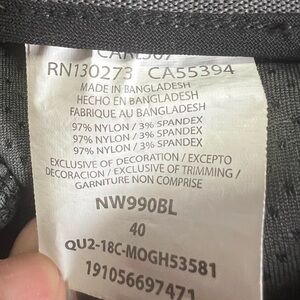 RN130273 CA55394
MADE IN BANGLADESH
HECHO EN BANGLADESH
FABRIQUE AU BANGLADESH
97% NYLON / 3% SPANDEX
97% NYLON / 3% SPANDEX
97% NYLON / 3% SPANDEX
EXCLUSIVE OF DECORATION / EXCEPTO
DECORACION / EXCLUSIVE OF TRIMMING /
GARNITURE NON COMPRISE
NW990BL
40
QU2-18C-MOGH53581
191056697471